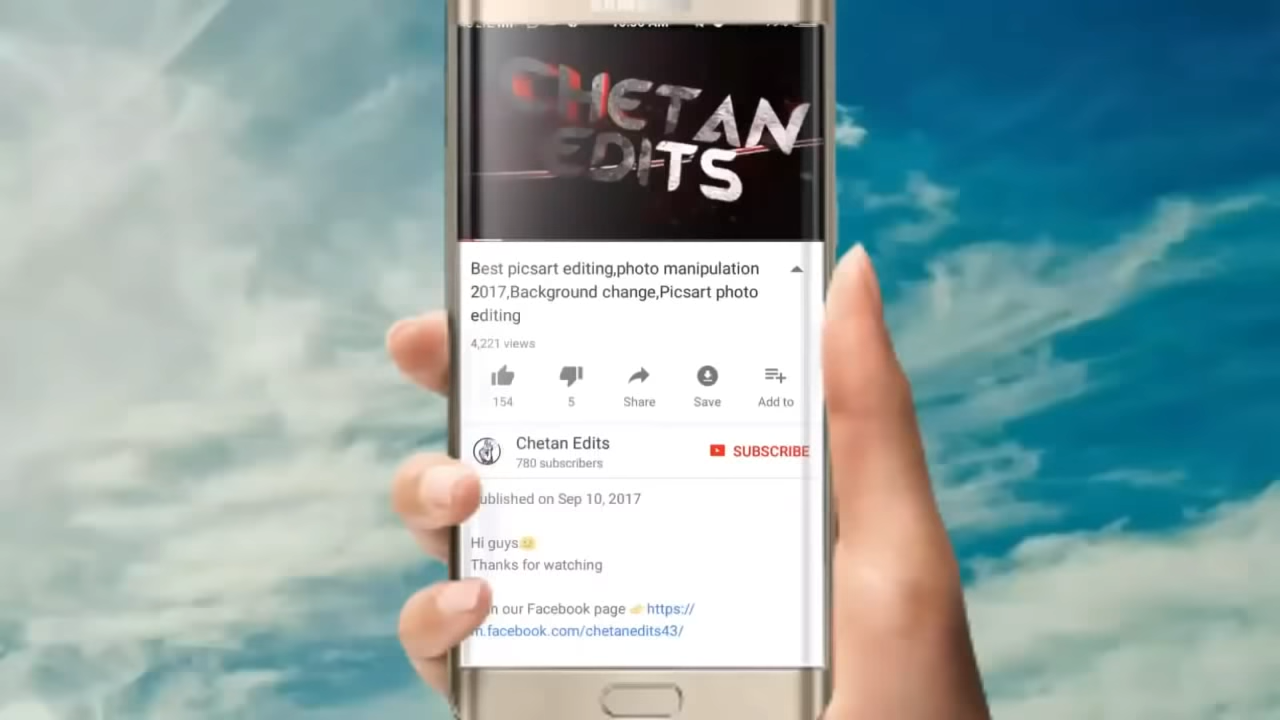 CHETAN
EDITS
Best picsart editing,photo manipulation
2017,Background change,Picsart photo
editing
4,221 views
154
5
Share
Save
Add to
Chetan Edits
780 subscribers
SUBSCRIBE
ublished on Sep 10, 2017
Hi guys😊
Thanks for watching
n our Facebook page 👉 https://
m.facebook.com/chetanedits43/